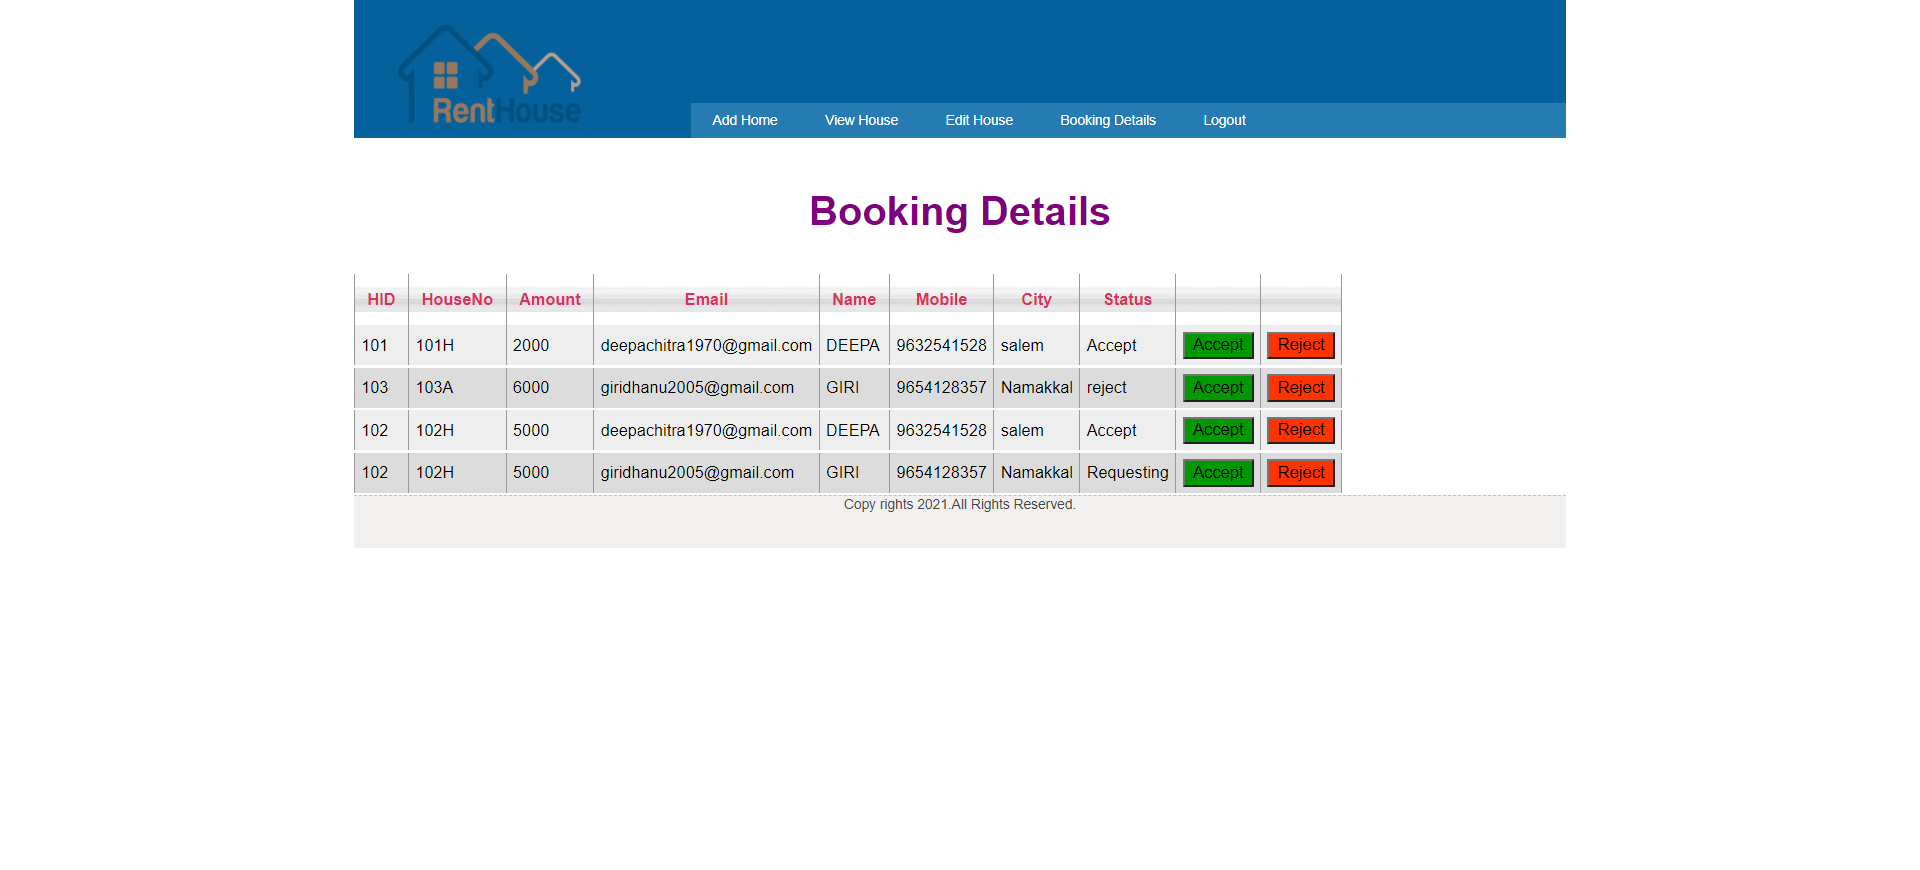 RentHouse
Add Home View House Edit House Booking Details Logout
Booking Details
HID HouseNo Amount Email Name Mobile City Status
101 101H 2000 deepachitra1970@gmail.com DEEPA 9632541528 salem Accept Accept Reject
103 103A 6000 giridhanu2005@gmail.com GIRI 9654128357 Namakkal reject Accept Reject
102 102H 5000 deepachitra1970@gmail.com DEEPA 9632541528 salem Accept Accept Reject
102 102H 5000 giridhanu2005@gmail.com GIRI 9654128357 Namakkal Requesting Accept Reject
Copy rights 2021.All Rights Reserved.